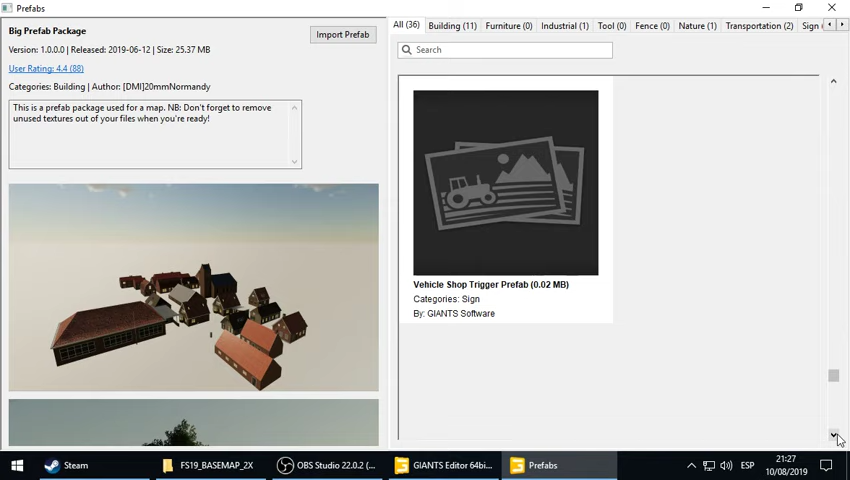 Prefabs
Big Prefab Package
Import Prefab
Version: 1.0.0.0 | Released: 2019-06-12 | Size: 25.37 MB
User Rating: 4.4 (88)
Categories: Building | Author: [DMI]20mmNormandy
This is a prefab package used for a map. NB: Don't forget to remove
unused textures out of your files when you're ready!
All (36)
Building (11)
Furniture (0)
Industrial (1)
Tool (0)
Fence (0)
Nature (1)
Transportation (2)
Sign
Search
Vehicle Shop Trigger Prefab (0.02 MB)
Categories: Sign
By: GIANTS Software
Steam
FS19_BASEMAP_2X
OBS Studio 22.0.2 (...
GIANTS Editor 64bi...
Prefabs
ESP
21:27
10/08/2019